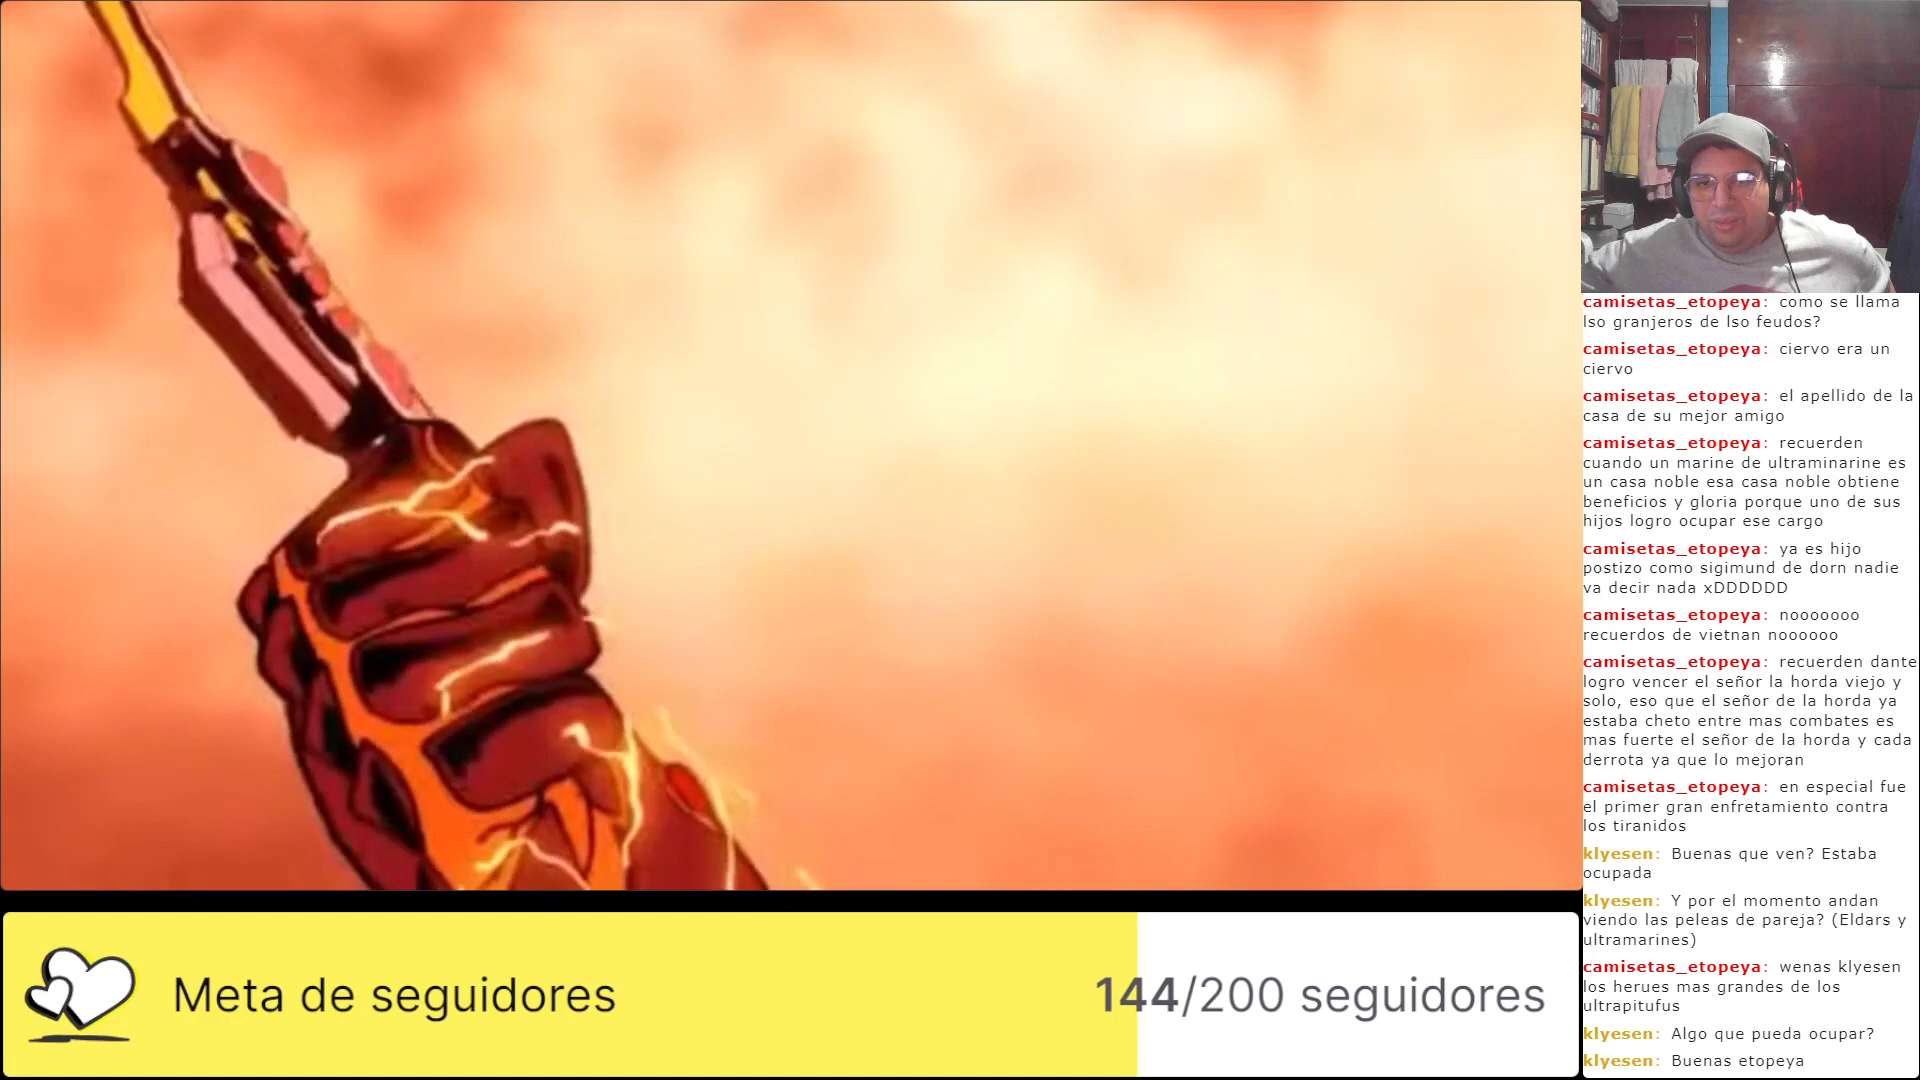 camisetas_etopeya: como se llama
lso granjeros de lso feudos?
camisetas_etopeya: ciervo era un
ciervo
camisetas_etopeya: el apellido de la
casa de su mejor amigo
camisetas_etopeya: recuerden
cuando un marine de ultraminarine es
un casa noble esa casa noble obtiene
beneficios y gloria porque uno de sus
hijos logro ocupar ese cargo
camisetas_etopeya: ya es hijo
postizo como sigimund de dorn nadie
va decir nada xDDDDDD
camisetas_etopeya: nooooooo
recuerdos de vietnan noooooo
camisetas_etopeya: recuerden dante
logro vencer el señor la horda viejo y
solo, eso que el señor de la horda ya
estaba cheto entre mas combates es
mas fuerte el señor de la horda y cada
derrota ya que lo mejoran
camisetas_etopeya: en especial fue
el primer gran enfretamiento contra
los tiranidos
klyesen: Buenas que ven? Estaba
ocupada
klyesen: Y por el momento andan
viendo las peleas de pareja? (Eldars y
ultramarines)
camisetas_etopeya: wenas klyesen
los herues mas grandes de los
ultrapitufus
klyesen: Algo que pueda ocupar?
klyesen: Buenas etopeya
Meta de seguidores
144/200 seguidores